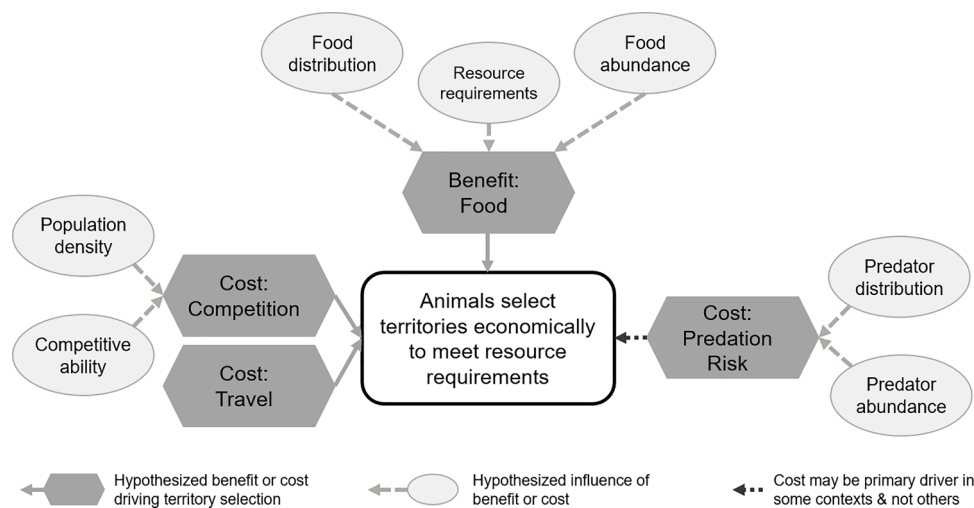 Food
distribution
Resource
requirements
Food
abundance
Benefit:
Food
Population
density
Competitive
ability
Cost:
Competition
Cost:
Travel
Animals select
territories economically
to meet resource
requirements
Cost:
Predation
Risk
Predator
distribution
Predator
abundance
Hypothesized benefit or cost
driving territory selection
Hypothesized influence of
benefit or cost
Cost may be primary driver in
some contexts & not others